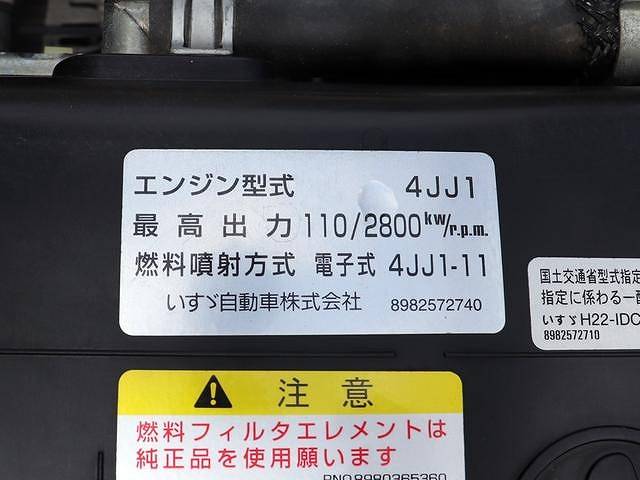 エンジン型式 4JJ1
最高出力 110/2800kw/r.p.m.
燃料噴射方式 電子式 4JJ1-11
いすゞ自動車株式会社 8982572740
国土交通省型式指定
指定に係わる一
いすゞH22-IDC
8982572710
注意
燃料フィルタエレメントは
純正品を使用願います
PNO8980365360